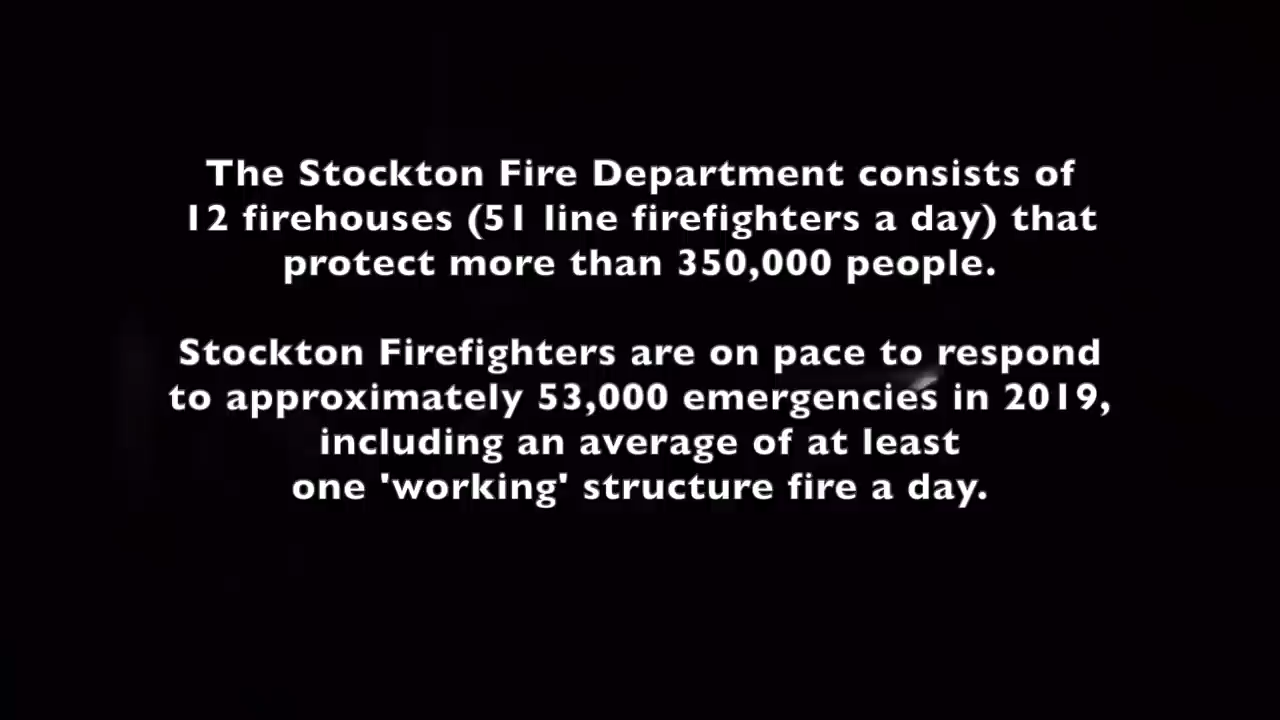 The Stockton Fire Department consists of
12 firehouses (51 line firefighters a day) that
protect more than 350,000 people.
Stockton Firefighters are on pace to respond
to approximately 53,000 emergencies in 2019,
including an average of at least
one 'working' structure fire a day.